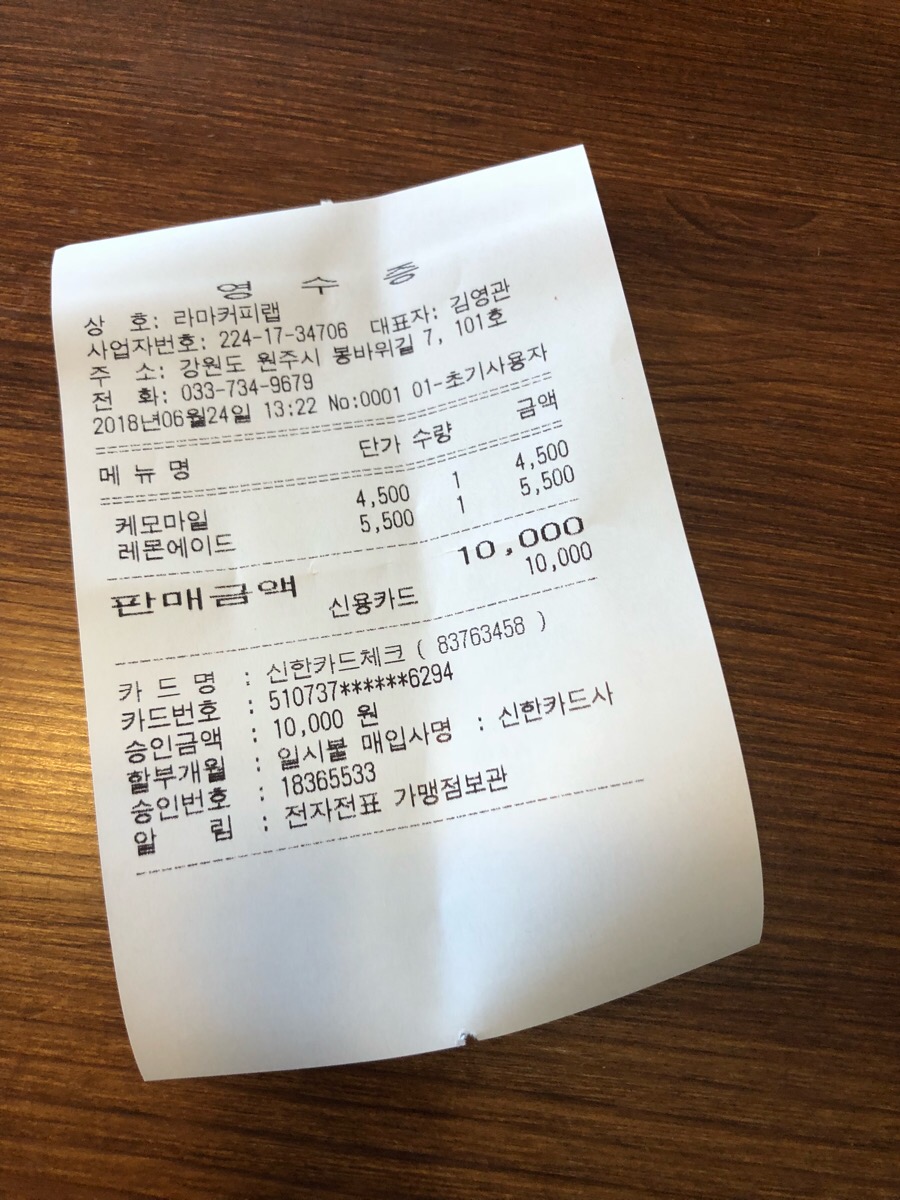 영 수 증
상 호: 라마커피랩
사업자번호: 224-17-34706 대표자: 김영관
주 소: 강원도 원주시 봉바위길 7, 101호
전 화: 033-734-9679
2018년06월24일 13:22 No:0001 01-초기사용자
메 뉴 명 단가 수량 금액
케모마일 4,500 1 4,500
레몬에이드 5,500 1 5,500
판매금액 10,000
신용카드 10,000
카 드 명 : 신한카드체크 ( 83763458 )
카드번호 : 510737******6294
승인금액 : 10,000 원
할부개월 : 일시불 매입사명 : 신한카드사
승인번호 : 18365533
알 림 : 전자전표 가맹점보관